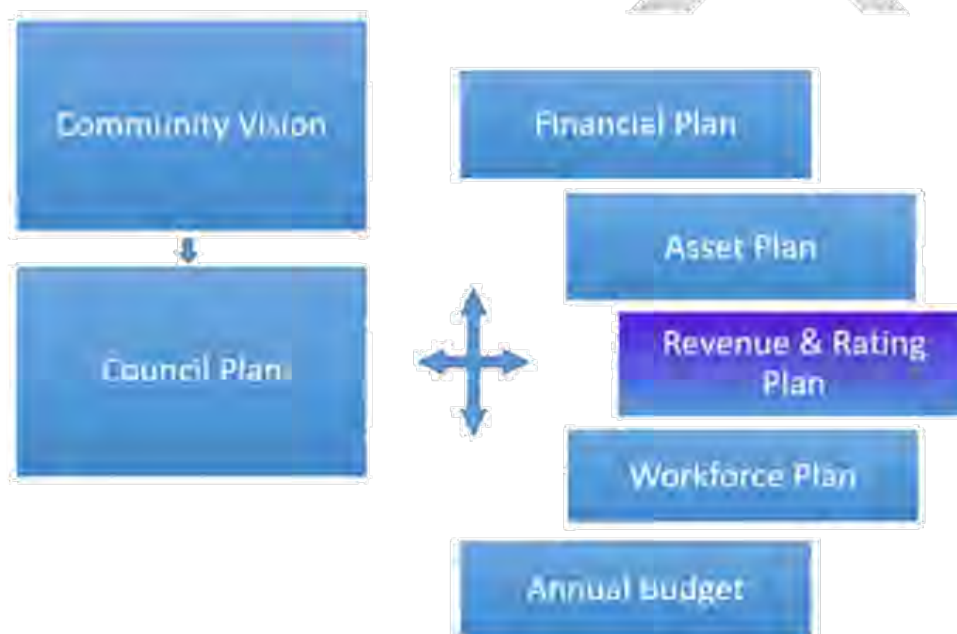 Community Vision
Financial Plan
Asset Plan
Council Plan
Revenue & Rating
Plan
Workforce Plan
Annual Budget